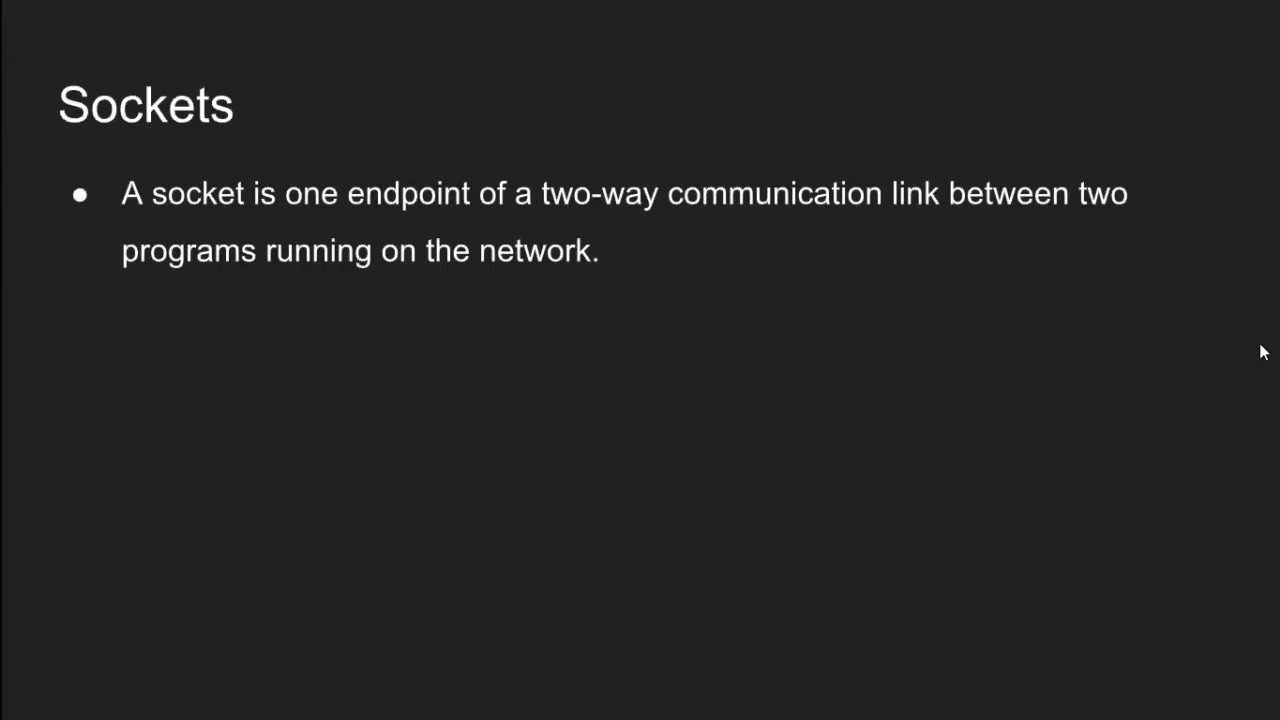 Sockets
● A socket is one endpoint of a two-way communication link between two
programs running on the network.